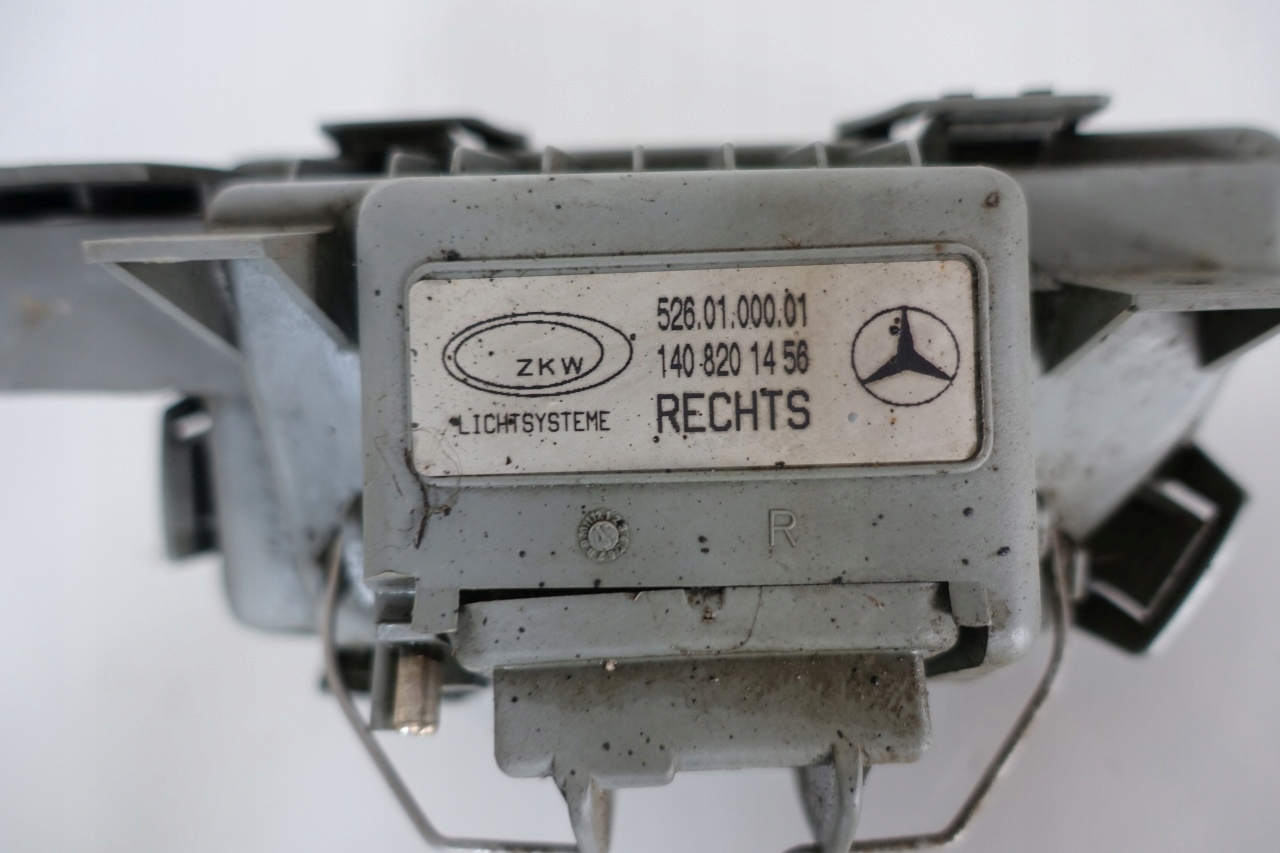 ZKW
LICHTSYSTEME
526.01.000.01
140 820 14 56
RECHTS
R